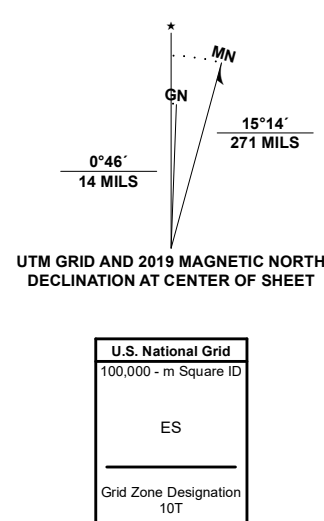 ★
MN
GN
15°14´
271 MILS
0°46´
14 MILS
UTM GRID AND 2019 MAGNETIC NORTH
DECLINATION AT CENTER OF SHEET
U.S. National Grid
100,000 - m Square ID
ES
Grid Zone Designation
10T